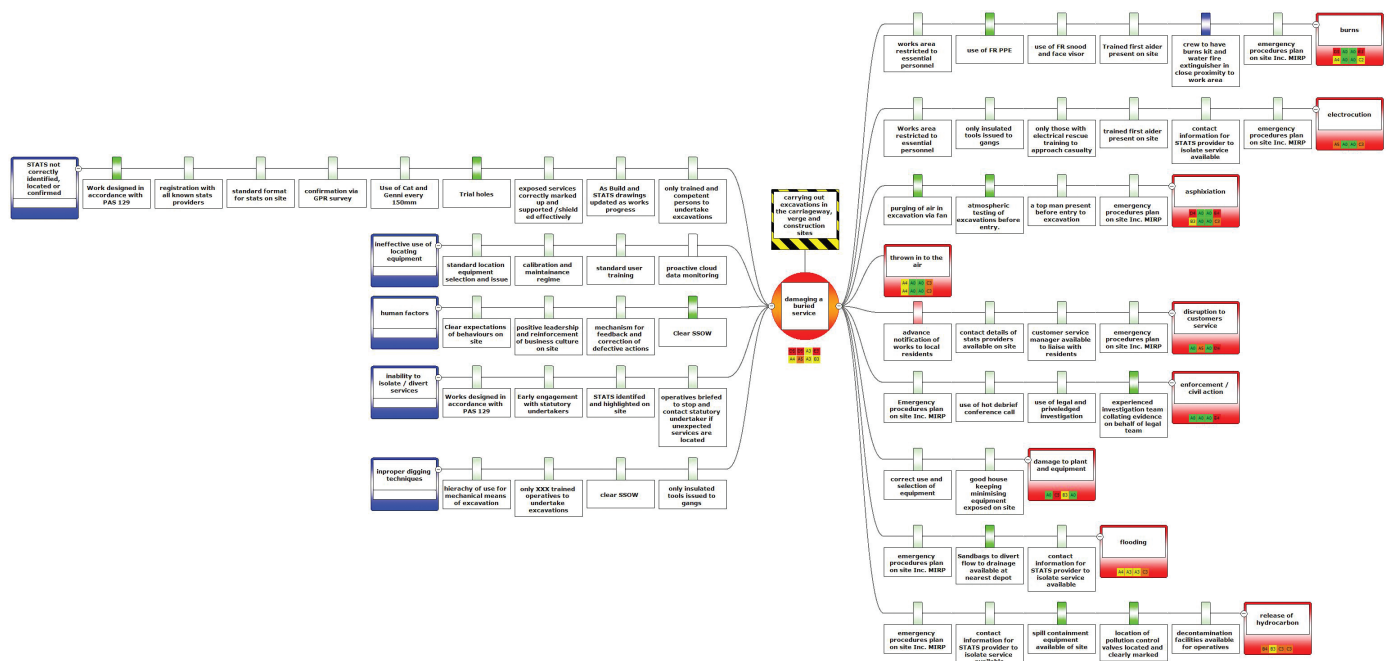 STATS not
correctly
identified,
located or
confirmed
Work designed in
accordance with
PAS 129
registration with
all known stats
providers
standard format
for stats on site
confirmation via
GPR survey
Use of Cat and
Genni every
150mm
Trial holes
exposed services
correctly marked
up and
supported /shield
ed effectively
As Build and
STATS drawings
updated as works
progress
only trained and
competent
persons to
undertake
excavations
ineffective use of
locating
equipment
standard location
equipment
selection and issue
calibration and
maintainance
regime
standard user
training
proactive cloud
data monitoring
human factors
Clear expectations
of behaviours on
site
positive leadership
and reinforcement
of business culture
on site
mechanism for
feedback and
correction of
defective actions
Clear SSOW
inability to
isolate / divert
services
Works designed in
accordance with
PAS 129
Early engagement
with statutory
undertakers
STATS identifed
and highlighted on
site
operatives briefed
to stop and
contact statutory
undertaker if
unexpected
services are
located
inproper digging
techniques
hierachy of use for
mechanical means
of excavation
only XXX trained
operatives to
undertake
excavations
clear SSOW
only insulated
tools issued to
gangs
carrying out
excavations in
the carriageway,
verge and
construction
sites
damaging a
buried
service
works area
restricted to
essential
personnel
use of FR PPE
use of FR snood
and face visor
Trained first aider
present on site
crew to have
burns kit and
water fire
extinguisher in
close proximity to
work area
emergency
procedures plan
on site Inc. MIRP
burns
Works area
restricted to
essential
personnel
only insulated
tools issued to
gangs
only those with
electrical rescue
training to
approach casualty
trained first aider
present on site
contact
information for
STATS provider to
isolate service
available
emergency
procedures plan
on site Inc. MIRP
electrocution
purging of air in
excavation via fan
atmospheric
testing of
excavations before
entry.
a top man present
before entry to
excavation
emergency
procedures plan
on site Inc. MIRP
asphixiation
thrown in to the
air
advance
notification of
works to local
residents
contact details of
stats providers
available on site
customer service
manager available
to liaise with
residents
emergency
procedures plan
on site Inc. MIRP
disruption to
customers
service
Emergency
procedures plan
on site Inc. MIRP
use of hot debrief
conference call
use of legal and
priveledged
investigation
experienced
investigation team
collating evidence
on behalf of legal
team
enforcement /
civil action
correct use and
selection of
equipment
good house
keeping
minimising
equipment
exposed on site
damage to plant
and equipment
emergency
procedures plan
on site Inc. MIRP
Sandbags to divert
flow to drainage
available at
nearest depot
contact
information for
STATS provider to
isolate service
available
flooding
emergency
procedures plan
on site Inc. MIRP
contact
information for
STATS provider to
isolate service
spill containment
equipment
available of site
location of
pollution control
valves located and
clearly marked
decontamination
facilities available
for operatives
release of
hydrocarbon